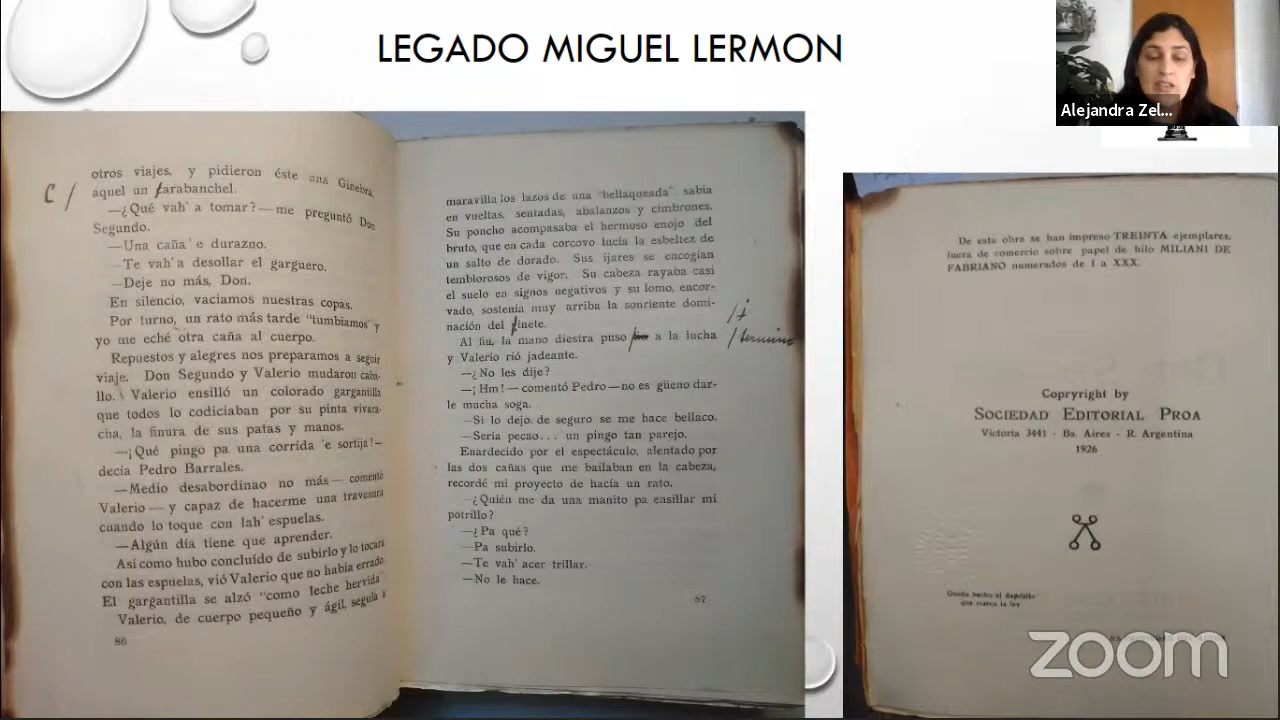 LEGADO MIGUEL LERMON
Alejandra Zel...
otros viajes, y pidieron éste una Ginebra,
C /
aquel un farabanchel.
—¿Qué vah' a tomar?—me preguntó Don
Segundo.
—Una caña'e durazno.
—Te vah'a desollar el garguero.
—Deje no más, Don.
En silencio, vaciamos nuestras copas.
Por turno, un rato más tarde "tumbiamos" y
yo me eché otra caña al cuerpo.
Repuestos y alegres nos preparamos a seguir
viaje. Don Segundo y Valerio mudaron caba-
llo. Valerio ensilló un colorado gargantilla
que todos lo codiciaban por su pinta vivara-
cha, la finura de sus patas y manos.
—¡Qué pingo pa una corrida 'e sortija!—
decía Pedro Barrales.
—Medio desabordinao no más—comentó
Valerio—y capaz de hacerme una travesura
cuando lo toque con lah' espuelas.
—Algún día tiene que aprender.
Así como hubo concluído de subirlo y lo tocara
con las espuelas, vió Valerio que no había errado.
El gargantilla se alzó "como leche hervida"
Valerio, de cuerpo pequeño y ágil, seguía a
86
maravilla los lazos de una "bellaqueada", sabia
en vueltas, sentadas, abalanzos y cimbrones.
Su poncho acompasaba el hermoso enojo del
bruto, que en cada corcovo lucía la esbeltez de
un salto de dorado. Sus ijares se encogían
temblorosos de vigor. Su cabeza rayaba casi
el suelo en signos negativos y su lomo, encor-
vado, sostenía muy arriba la sonriente domi-
nación del finete.
/j
Al fin, la mano diestra puso fin a la lucha
/término
y Valerio rió jadeante.
—¿No les dije?
—¡Hm!—comentó Pedro—no es güeno dar-
le mucha soga.
—Si lo dejo, de seguro se me hace bellaco.
—Sería pecao... un pingo tan parejo.
Enardecido por el espectáculo, alentado por
las dos cañas que me bailaban en la cabeza,
recordé mi proyecto de hacía un rato.
—¿Quién me da una manito pa ensillar mi
potrillo?
—¿Pa qué?
—Pa subirlo.
—Te vah' acer trillar.
—No le hace.
87
De esta obra se han impreso TREINTA ejemplares,
fuera de comercio sobre papel de hilo MILIANI DE
FABRIANO numerados de I a XXX.
Copryright by
SOCIEDAD EDITORIAL PROA
Victoria 3441 - Bs. Aires - R. Argentina
1926
Queda hecho el depósito
que marca la ley
zoom